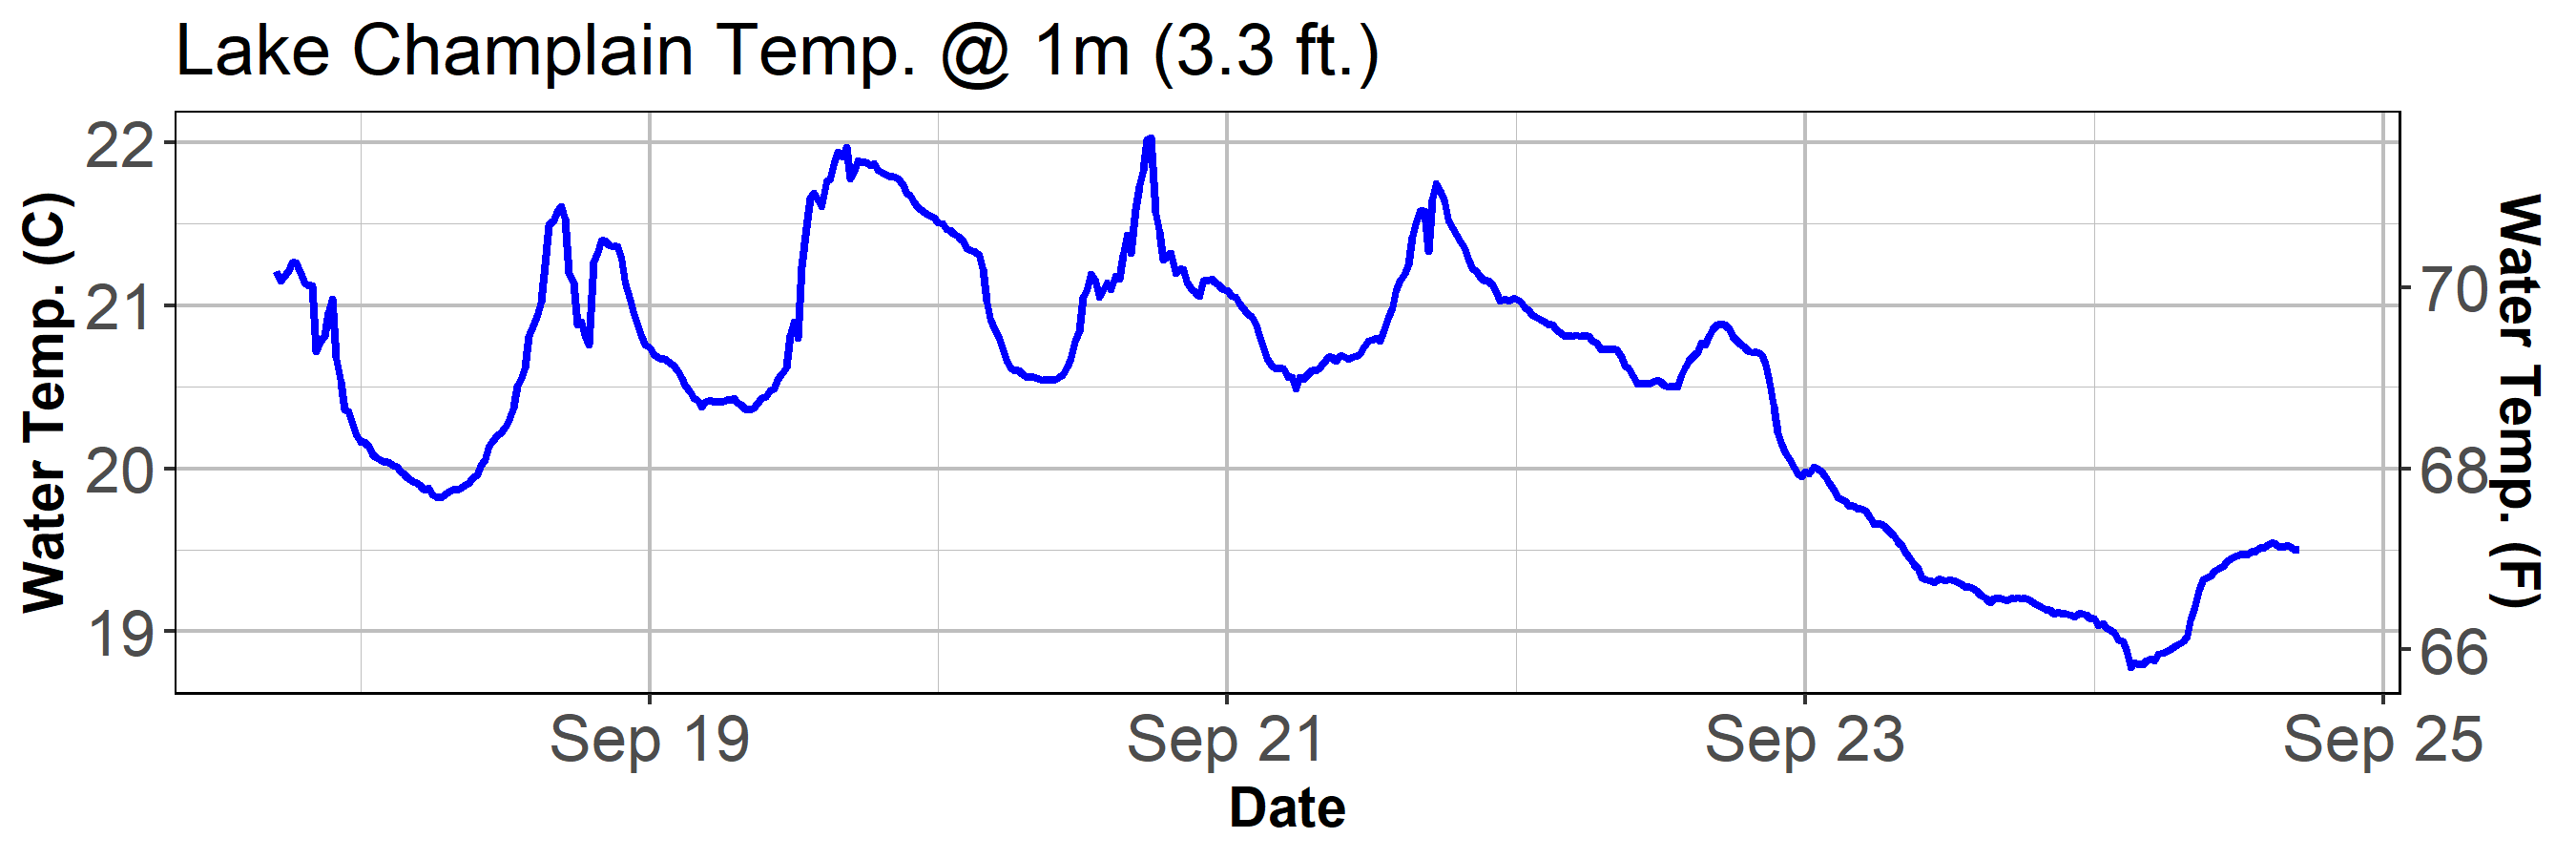 Lake Champlain Temp. @ 1m (3.3 ft.)
Water Temp. (C)
22
21
20
19
70
68
66
Water Temp. (F)
Sep 19
Sep 21
Sep 23
Sep 25
Date